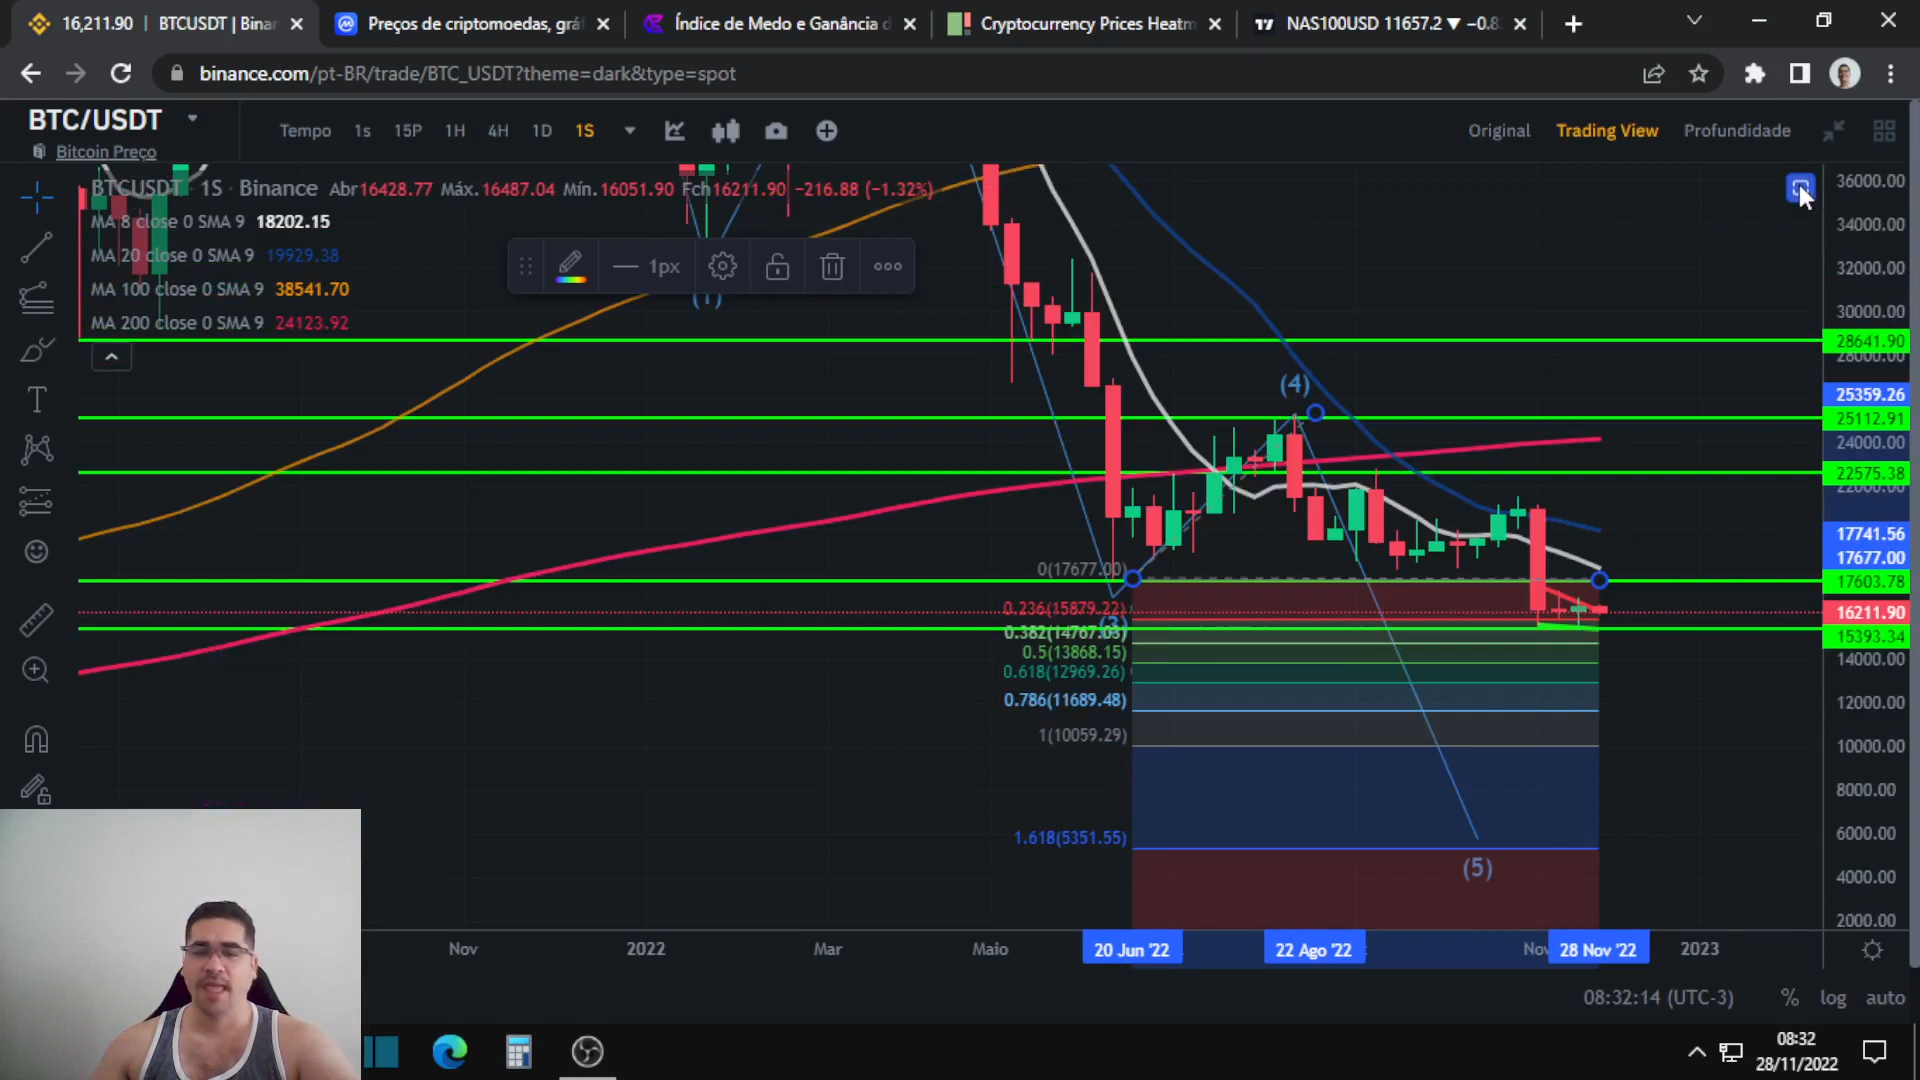 16,211.90 | BTCUSDT | Bina
Preços de criptomoedas, grá
Índice de Medo e Ganância d
Cryptocurrency Prices Heatm
NAS100USD 11657.2 ▼ −0.8
binance.com/pt-BR/trade/BTC_USDT?theme=dark&type=spot
BTC/USDT
Bitcoin Preço
Tempo 1s 15P 1H 4H 1D 1S
Original Trading View Profundidade
BTCUSDT · 1S · Binance Abr16428.77 Máx.16487.04 Mín.16051.90 Fch16211.90 −216.88 (−1.32%)
MA 8 close 0 SMA 9 18202.15
MA 20 close 0 SMA 9 19929.38
MA 100 close 0 SMA 9 38541.70
MA 200 close 0 SMA 9 24123.92
1px
(4)
0(17677.00)
0.236(15879.22)
(3)
0.382(14767.03)
0.5(13868.15)
0.618(12969.26)
0.786(11689.48)
1(10059.29)
1.618(5351.55)
(5)
36000.00
34000.00
32000.00
30000.00
28641.90
28000.00
25359.26
25112.91
24000.00
22575.38
22000.00
17741.56
17677.00
17603.78
16211.90
15393.34
14000.00
12000.00
10000.00
8000.00
6000.00
4000.00
2000.00
Nov 2022 Mar Maio 20 Jun '22 22 Ago '22 Nov 28 Nov '22 2023
08:32:14 (UTC-3) % log auto
08:32
28/11/2022